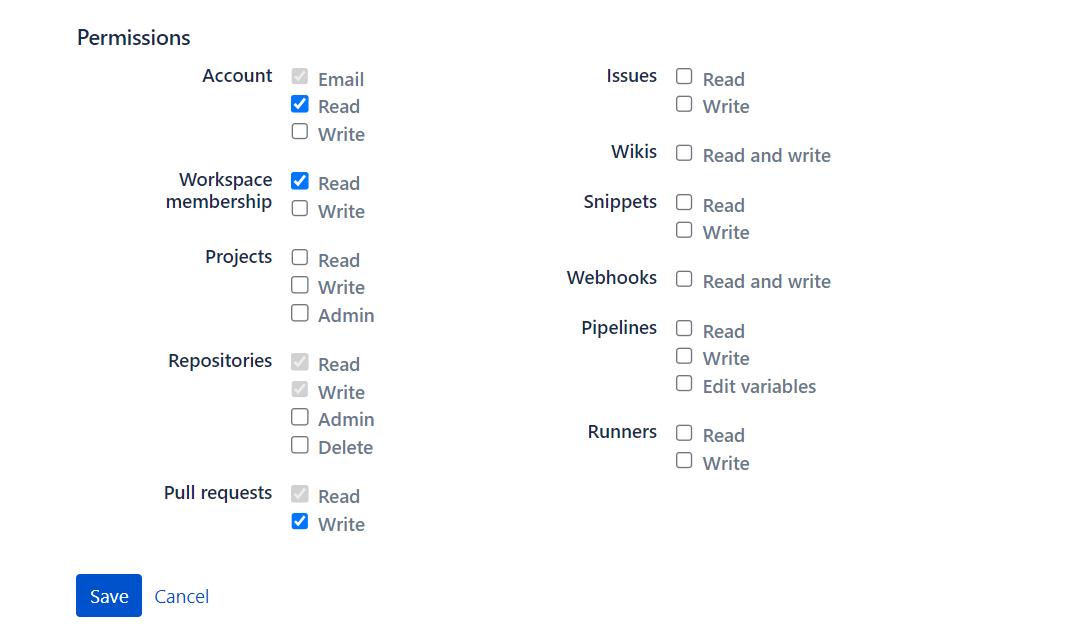 Permissions
Account
Email
Read
Write
Workspace
membership
Read
Write
Projects
Read
Write
Admin
Repositories
Read
Write
Admin
Delete
Pull requests
Read
Write
Issues
Read
Write
Wikis
Read and write
Snippets
Read
Write
Webhooks
Read and write
Pipelines
Read
Write
Edit variables
Runners
Read
Write
Save
Cancel